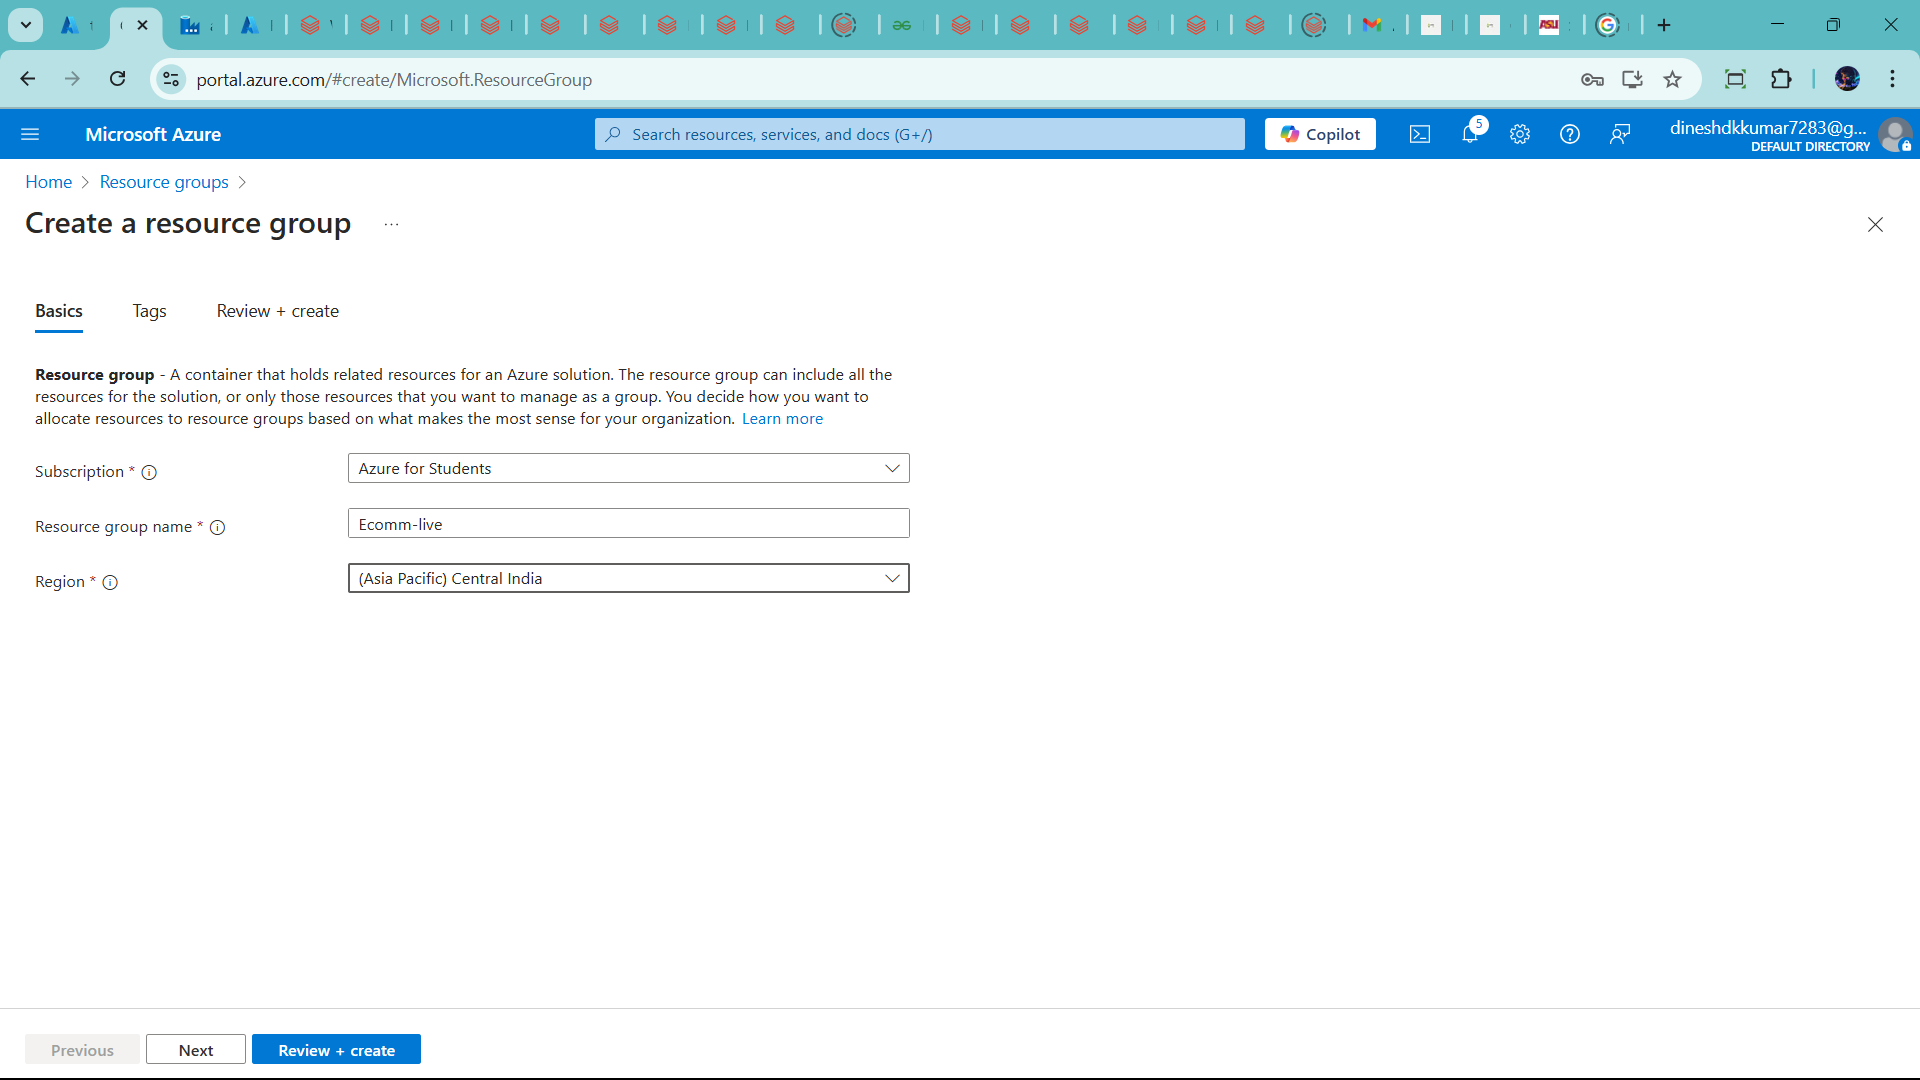 portal.azure.com/#create/Microsoft.ResourceGroup
Microsoft Azure
Search resources, services, and docs (G+/)
Copilot
5
dineshdkkumar7283@g...
DEFAULT DIRECTORY
Home
Resource groups
Create a resource group
...
Basics
Tags
Review + create
Resource group - A container that holds related resources for an Azure solution. The resource group can include all the
resources for the solution, or only those resources that you want to manage as a group. You decide how you want to
allocate resources to resource groups based on what makes the most sense for your organization. Learn more
Subscription *
Azure for Students
Resource group name *
Ecomm-live
Region *
(Asia Pacific) Central India
Previous
Next
Review + create